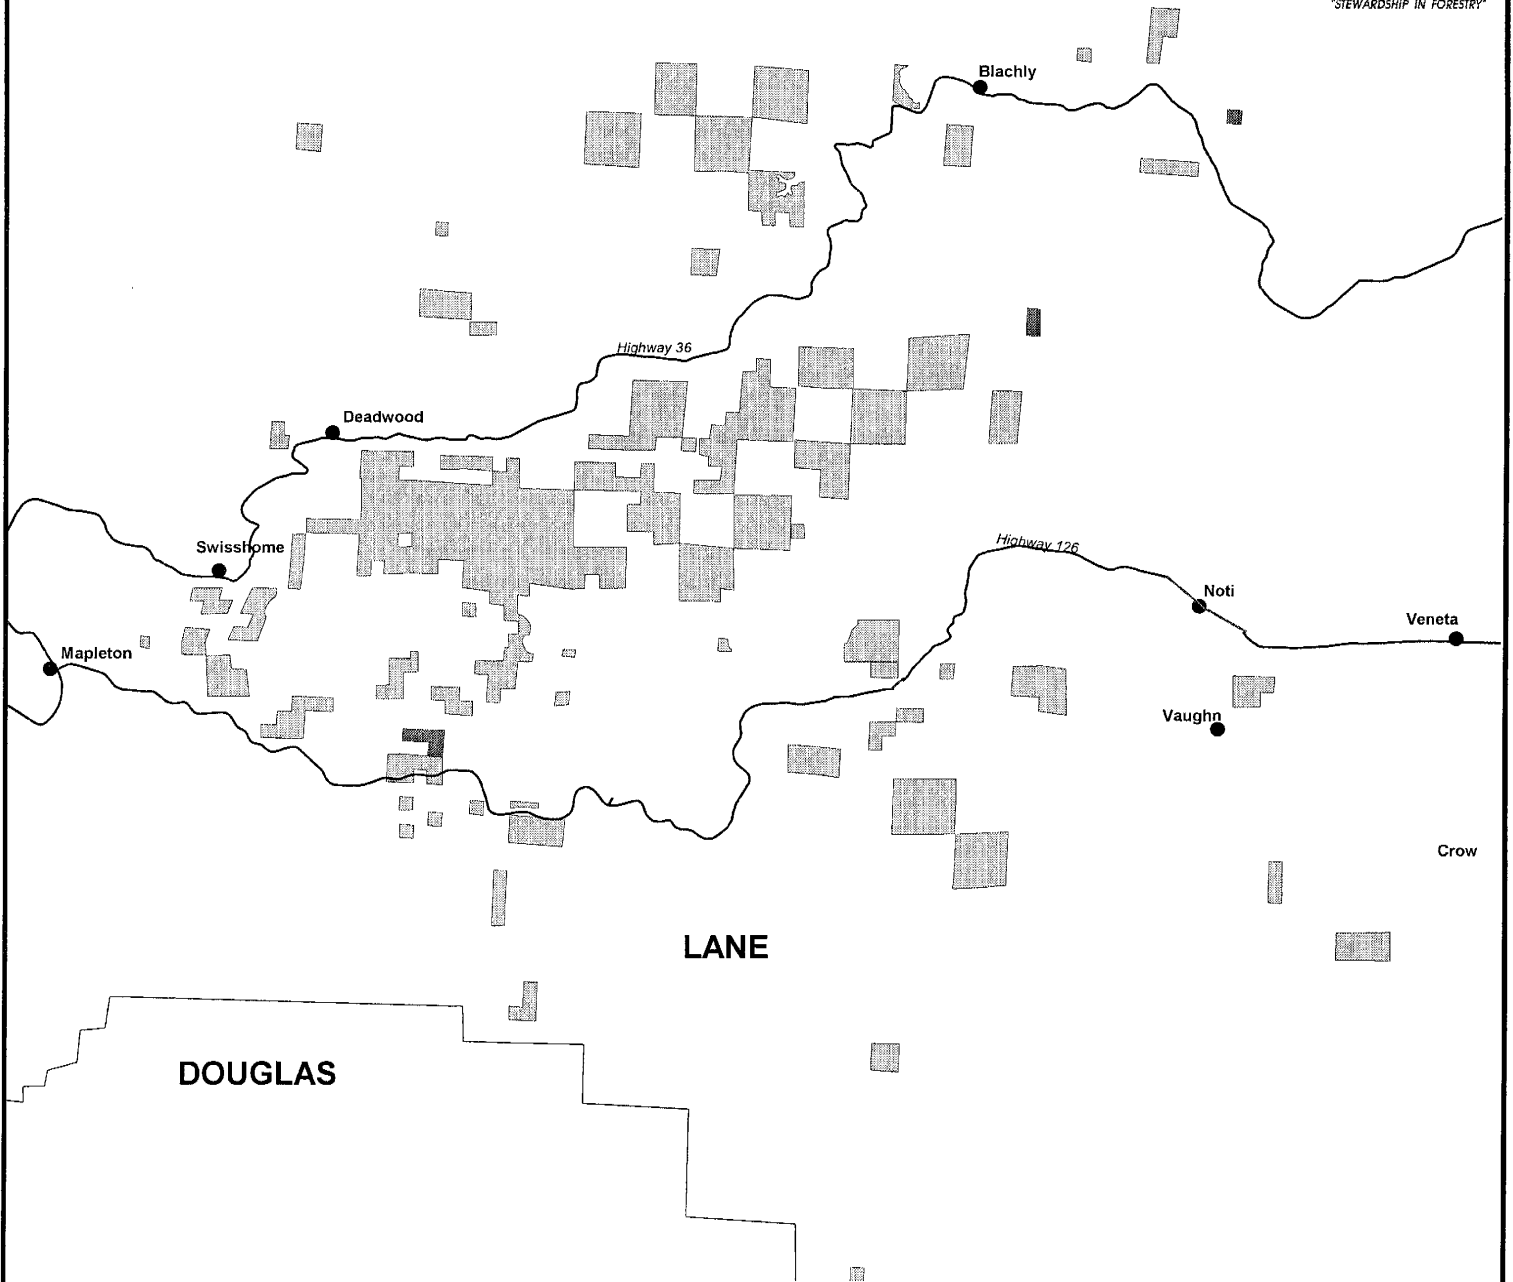 "STEWARDSHIP IN FORESTRY"
Blachly
Highway 36
Deadwood
Swisshome
Highway 126
Noti
Veneta
Mapleton
Vaughn
Crow
LANE
DOUGLAS